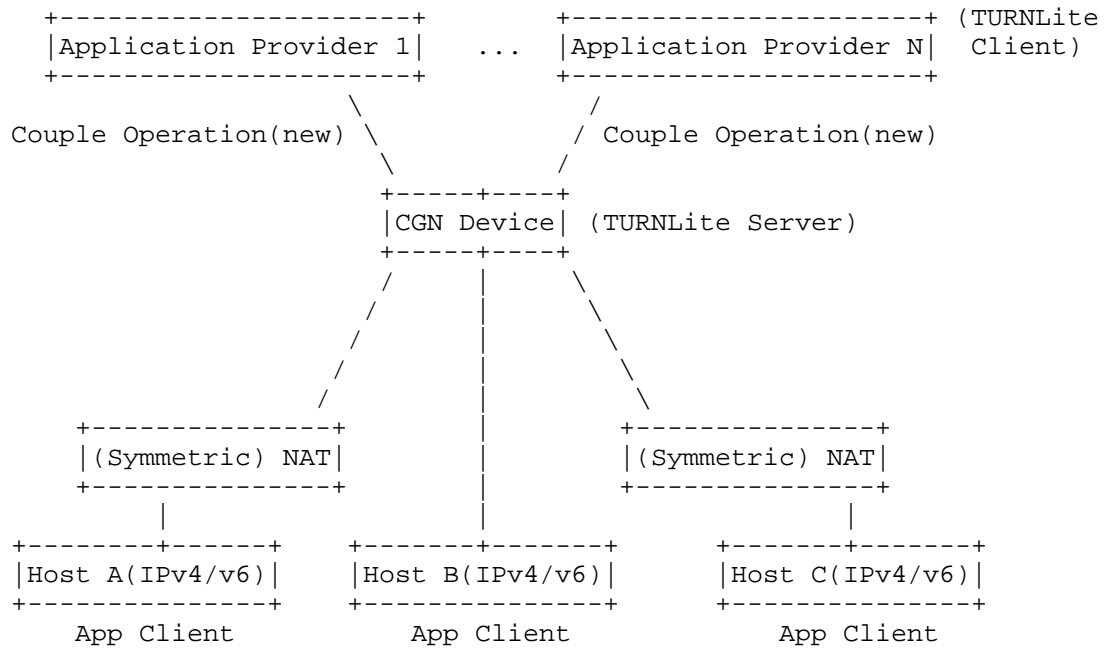 (TURNLite
Application Provider 1 ... Application Provider N Client)
Couple Operation(new) Couple Operation(new)
CGN Device (TURNLite Server)
(Symmetric) NAT (Symmetric) NAT
Host A(IPv4/v6) Host B(IPv4/v6) Host C(IPv4/v6)
App Client App Client App Client